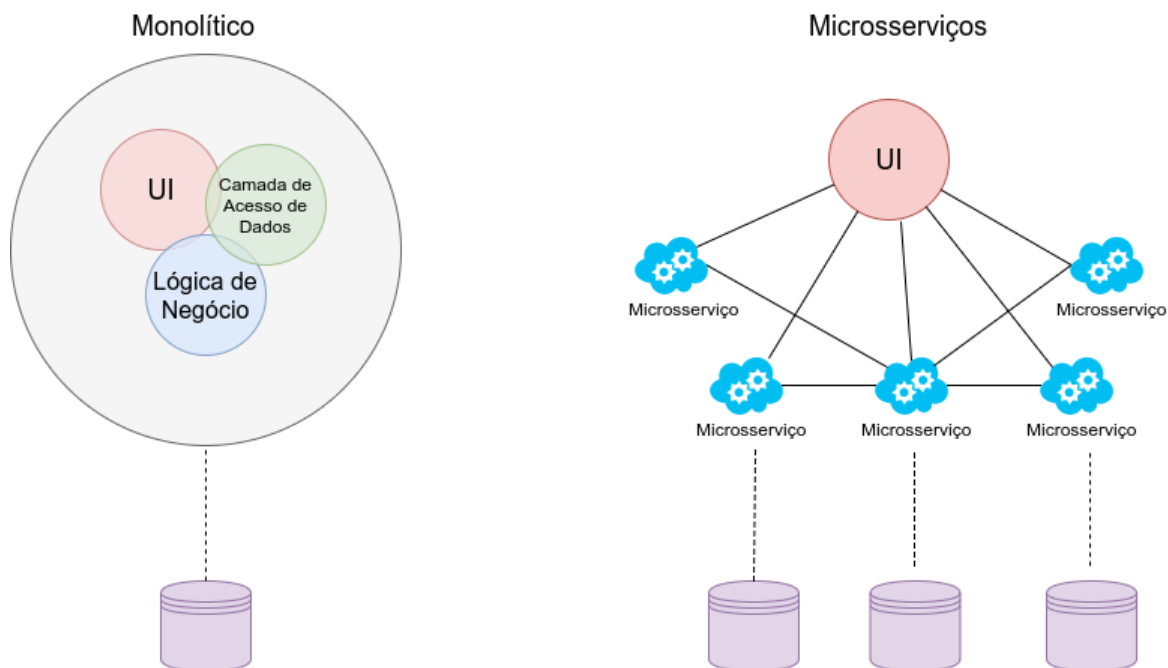 Monolítico
UI
Camada de
Acesso de
Dados
Lógica de
Negócio
Microsserviços
UI
Microsserviço
Microsserviço
Microsserviço
Microsserviço
Microsserviço